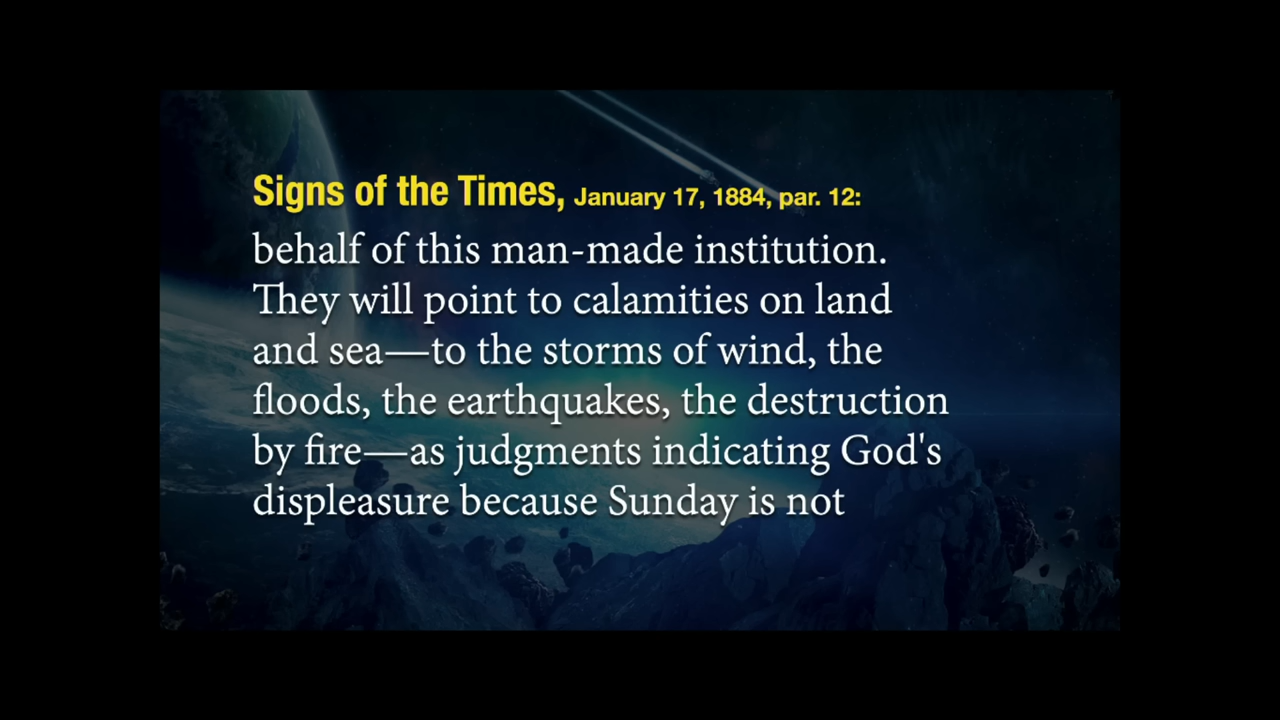 Signs of the Times, January 17, 1884, par. 12:
behalf of this man-made institution.
They will point to calamities on land
and sea—to the storms of wind, the
floods, the earthquakes, the destruction
by fire—as judgments indicating God's
displeasure because Sunday is not